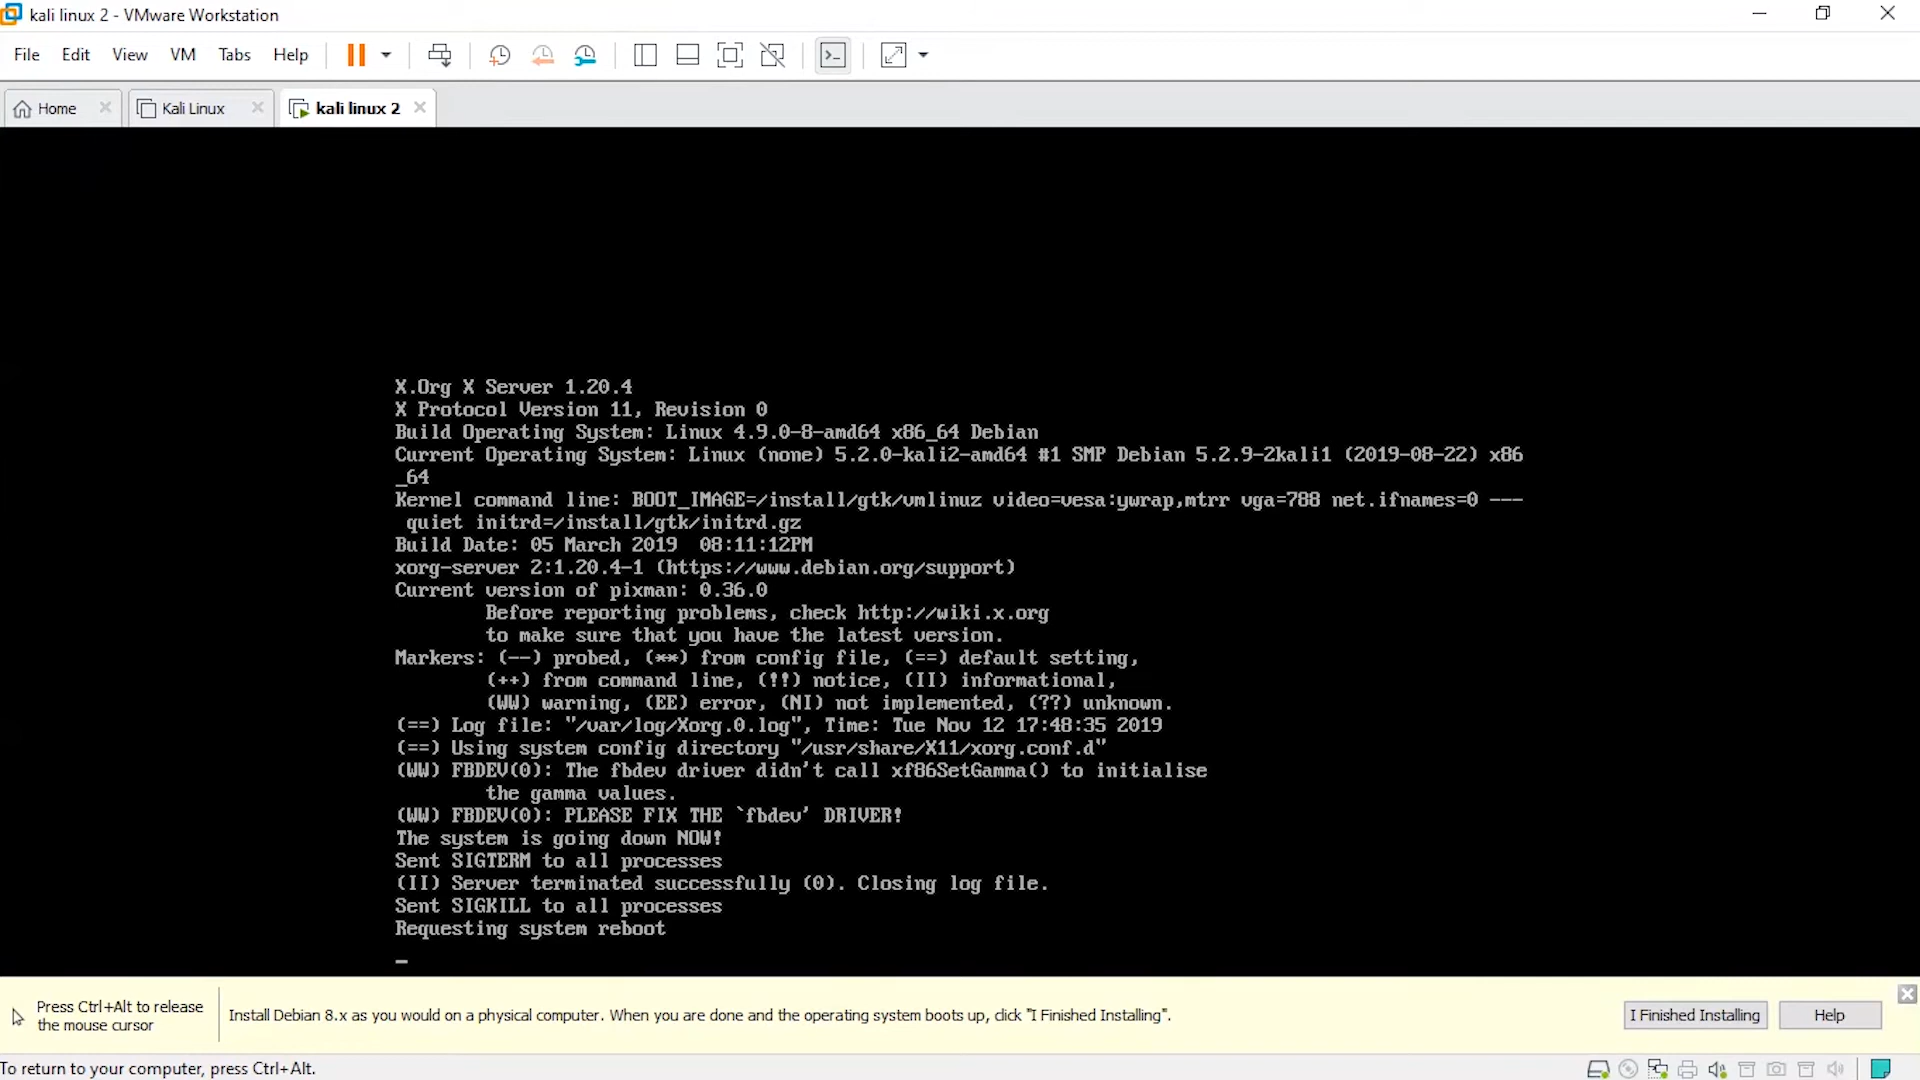 kali linux 2 - VMware Workstation
File Edit View VM Tabs Help
Home Kali Linux kali linux 2
X.Org X Server 1.20.4
X Protocol Version 11, Revision 0
Build Operating System: Linux 4.9.0-8-amd64 x86_64 Debian
Current Operating System: Linux (none) 5.2.0-kali2-amd64 #1 SMP Debian 5.2.9-2kali1 (2019-08-22) x86
_64
Kernel command line: BOOT_IMAGE=/install/gtk/vmlinuz video=vesa:ywrap,mtrr vga=788 net.ifnames=0 ---
quiet initrd=/install/gtk/initrd.gz
Build Date: 05 March 2019  08:11:12PM
xorg-server 2:1.20.4-1 (https://www.debian.org/support)
Current version of pixman: 0.36.0
Before reporting problems, check http://wiki.x.org
to make sure that you have the latest version.
Markers: (--) probed, (**) from config file, (==) default setting,
(++) from command line, (!!) notice, (II) informational,
(WW) warning, (EE) error, (NI) not implemented, (??) unknown.
(==) Log file: "/var/log/Xorg.0.log", Time: Tue Nov 12 17:48:35 2019
(==) Using system config directory "/usr/share/X11/xorg.conf.d"
(WW) FBDEV(0): The fbdev driver didn't call xf86SetGamma() to initialise
the gamma values.
(WW) FBDEV(0): PLEASE FIX THE `fbdev' DRIVER!
The system is going down NOW!
Sent SIGTERM to all processes
(II) Server terminated successfully (0). Closing log file.
Sent SIGKILL to all processes
Requesting system reboot
_
Press Ctrl+Alt to release
the mouse cursor
Install Debian 8.x as you would on a physical computer. When you are done and the operating system boots up, click "I Finished Installing".
I Finished Installing Help
To return to your computer, press Ctrl+Alt.